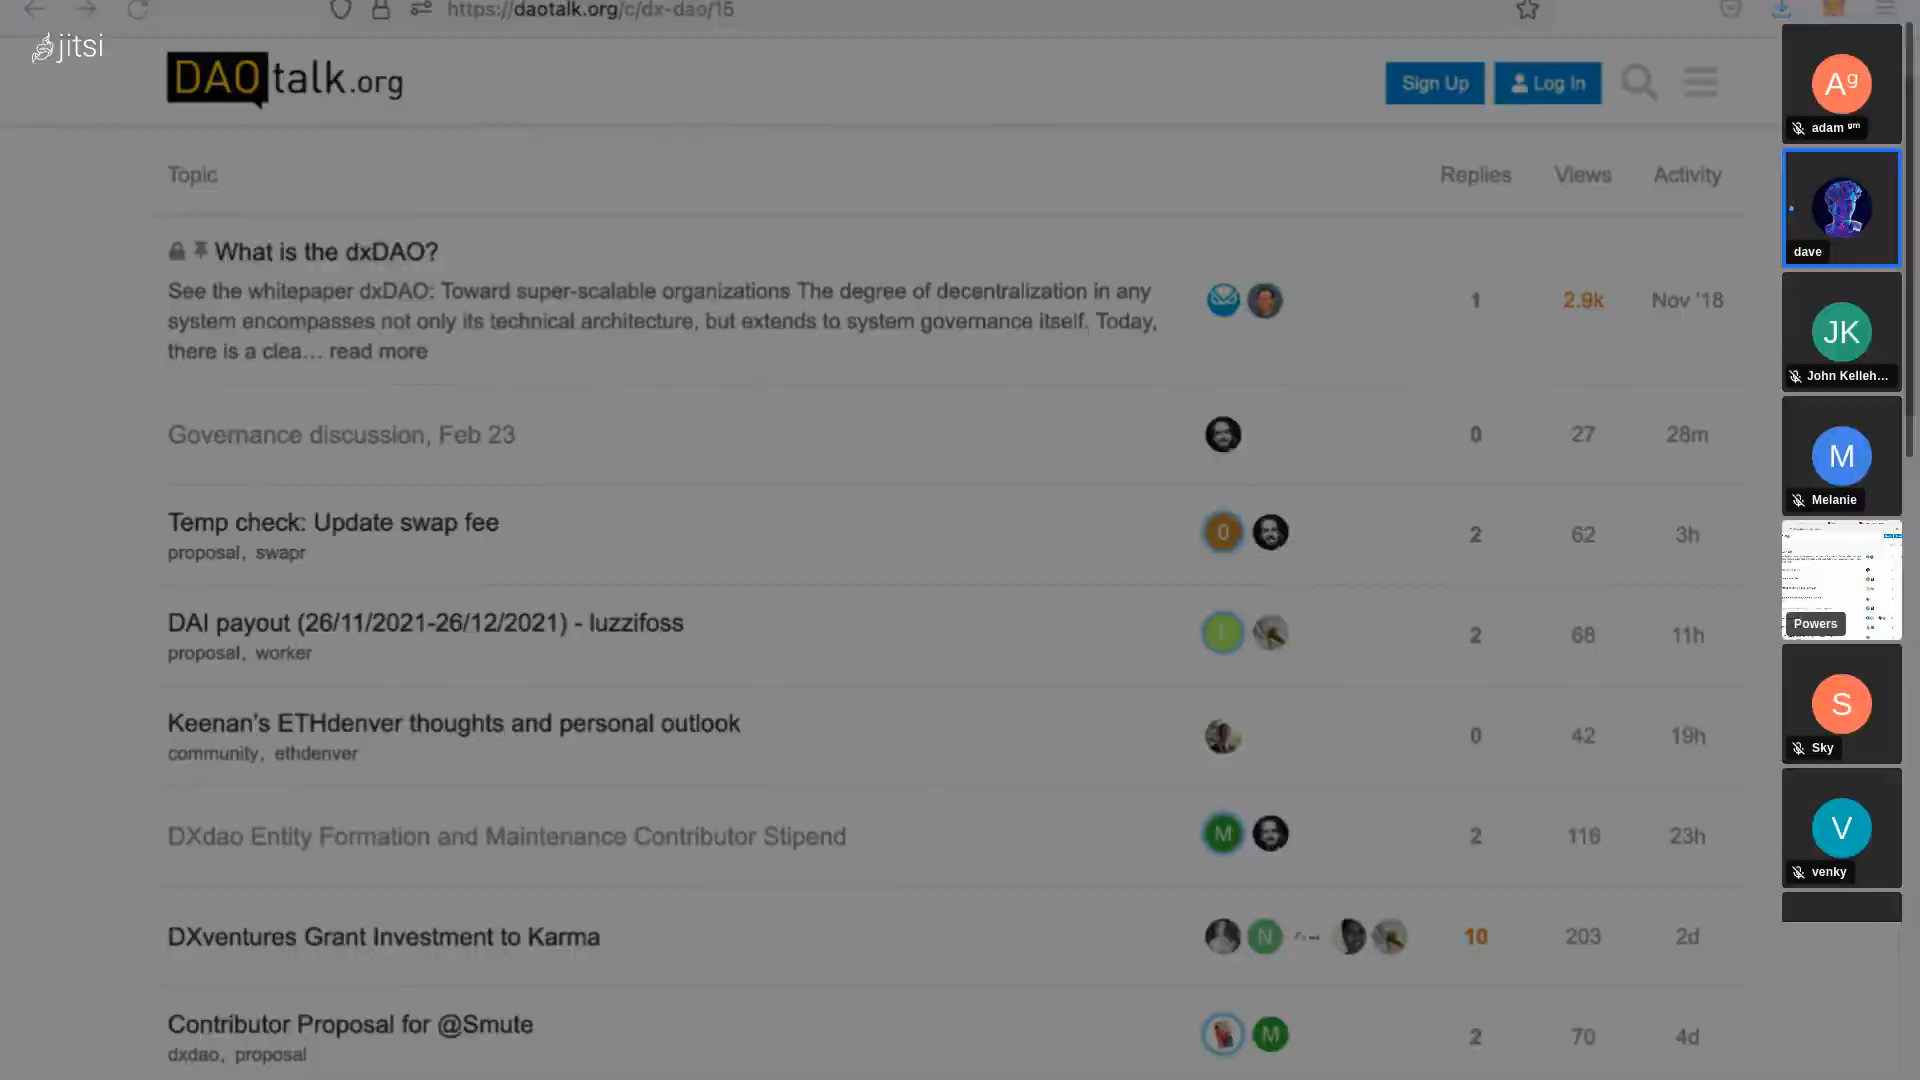 https://daotalk.org/c/dx-dao/15
jitsi
DAOtalk.org
Sign Up
Log In
Topic Replies Views Activity
What is the dxDAO?
See the whitepaper dxDAO: Toward super-scalable organizations The degree of decentralization in any
system encompasses not only its technical architecture, but extends to system governance itself. Today,
there is a clea... read more
1 2.9k Nov '18
Governance discussion, Feb 23 0 27 28m
Temp check: Update swap fee
proposal, swapr
0
2 62 3h
DAI payout (26/11/2021-26/12/2021) - luzzifoss
proposal, worker
2 68 11h
Keenan's ETHdenver thoughts and personal outlook
community, ethdenver
0 42 19h
DXdao Entity Formation and Maintenance Contributor Stipend M 2 116 23h
DXventures Grant Investment to Karma N 10 203 2d
Contributor Proposal for @Smute
dxdao, proposal
M
2 70 4d
Ag
adam gm
dave
JK
John Kelleh...
M
Melanie
Powers
S
Sky
V
venky